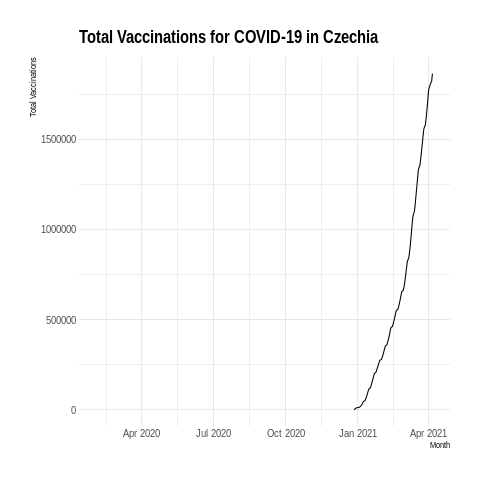 Total Vaccinations for COVID-19 in Czechia
Total Vaccinations
1500000
1000000
500000
0
Apr 2020 Jul 2020 Oct 2020 Jan 2021 Apr 2021
Month